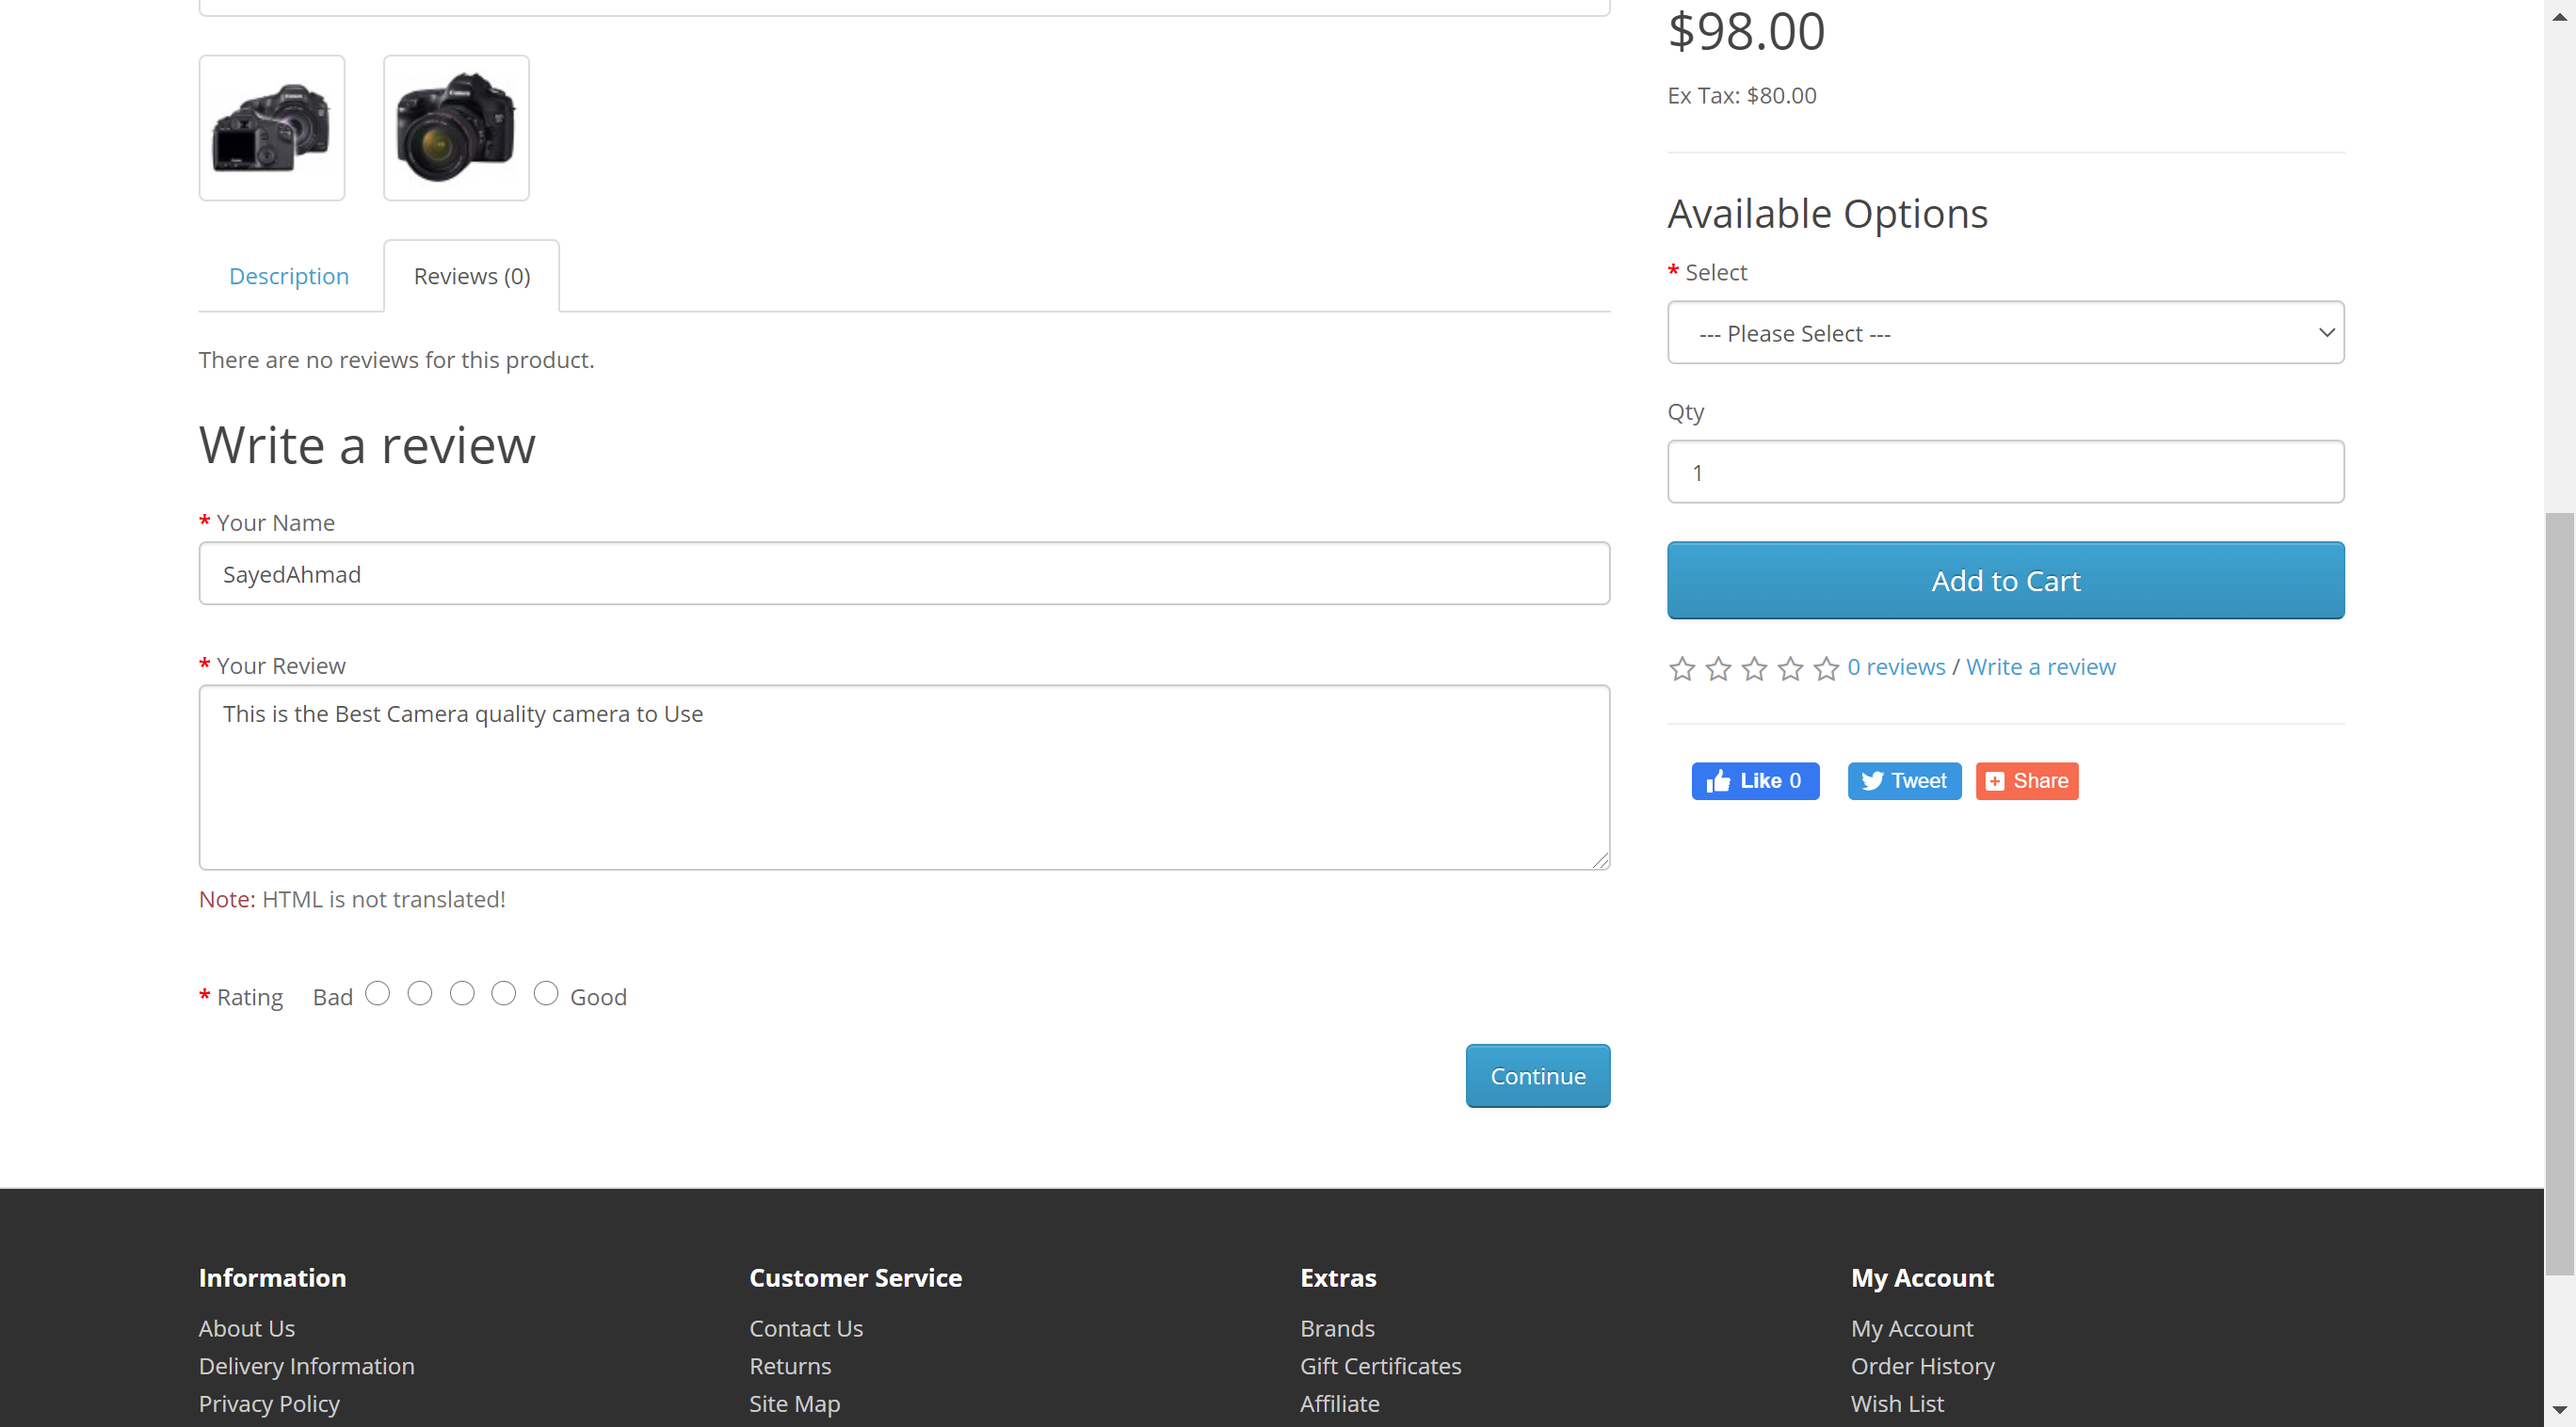 $98.00
Ex Tax: $80.00
Available Options
* Select
--- Please Select ---
Qty
1
Add to Cart
0 reviews / Write a review
Like 0
Tweet
Share
Description
Reviews (0)
There are no reviews for this product.
Write a review
* Your Name
SayedAhmad
* Your Review
This is the Best Camera quality camera to Use
Note: HTML is not translated!
* Rating Bad Good
Continue
Information
About Us
Delivery Information
Privacy Policy
Customer Service
Contact Us
Returns
Site Map
Extras
Brands
Gift Certificates
Affiliate
My Account
My Account
Order History
Wish List